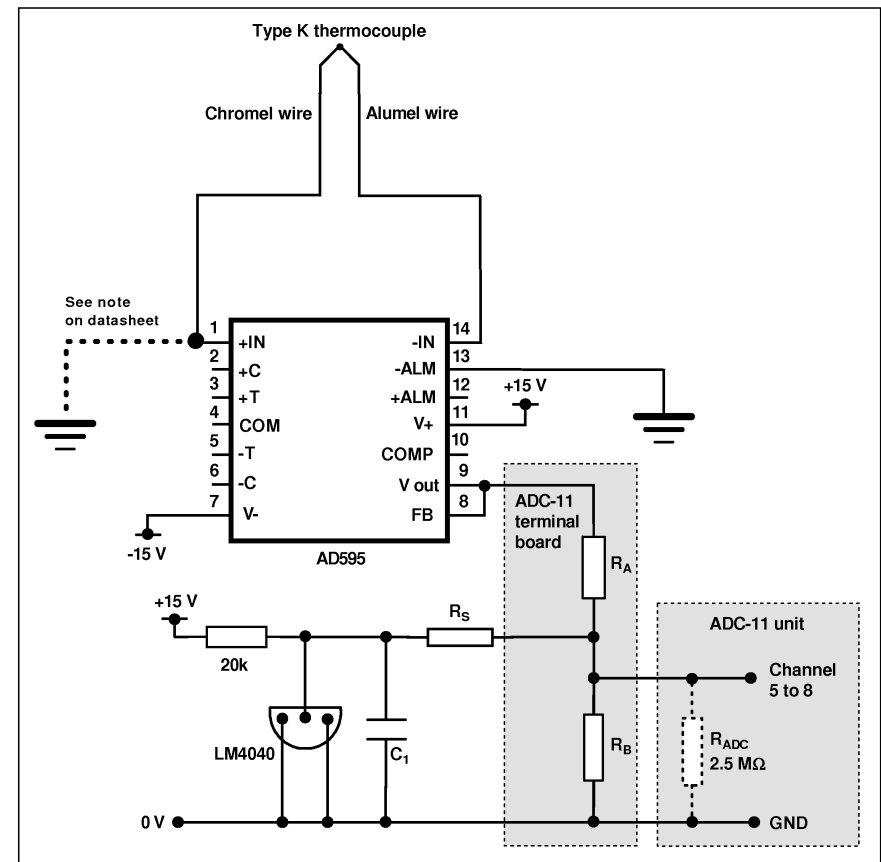 Type K thermocouple
Chromel wire
Alumel wire
See note
on datasheet
1
+IN
2
+C
3
+T
4
COM
5
-T
6
-C
7
V-
14
-IN
13
-ALM
12
+ALM
11
V+
10
COMP
9
V out
8
FB
+15 V
-15 V
AD595
ADC-11
terminal
board
RA
+15 V
20k
RS
LM4040
C1
RB
ADC-11 unit
Channel
5 to 8
RADC
2.5 MΩ
0 V
GND